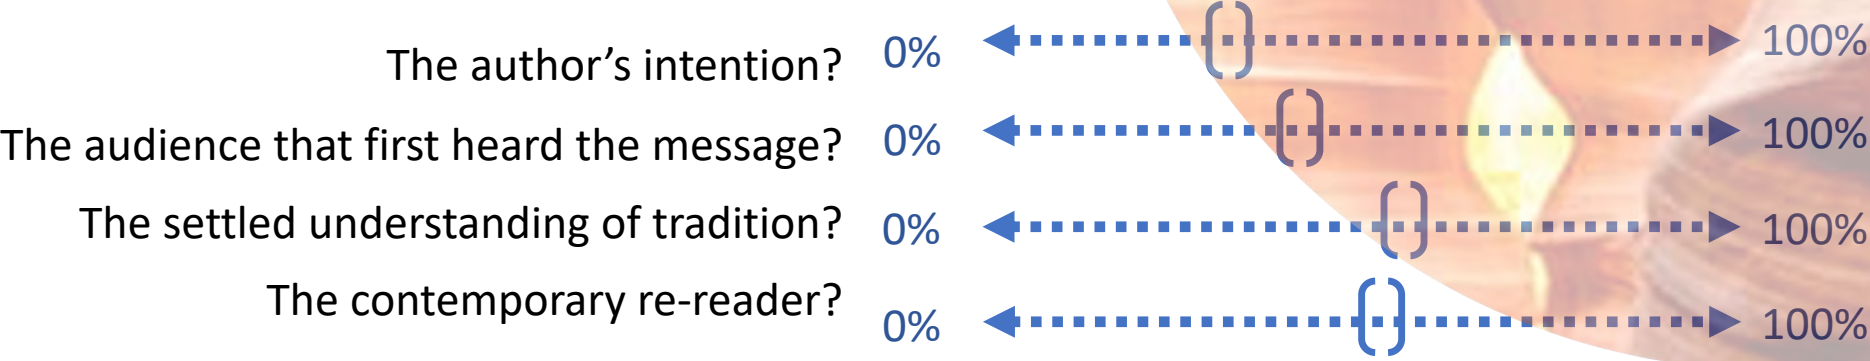 The author’s intention? 0% 100%
The audience that first heard the message? 0% 100%
The settled understanding of tradition? 0% 100%
The contemporary re-reader? 0% 100%